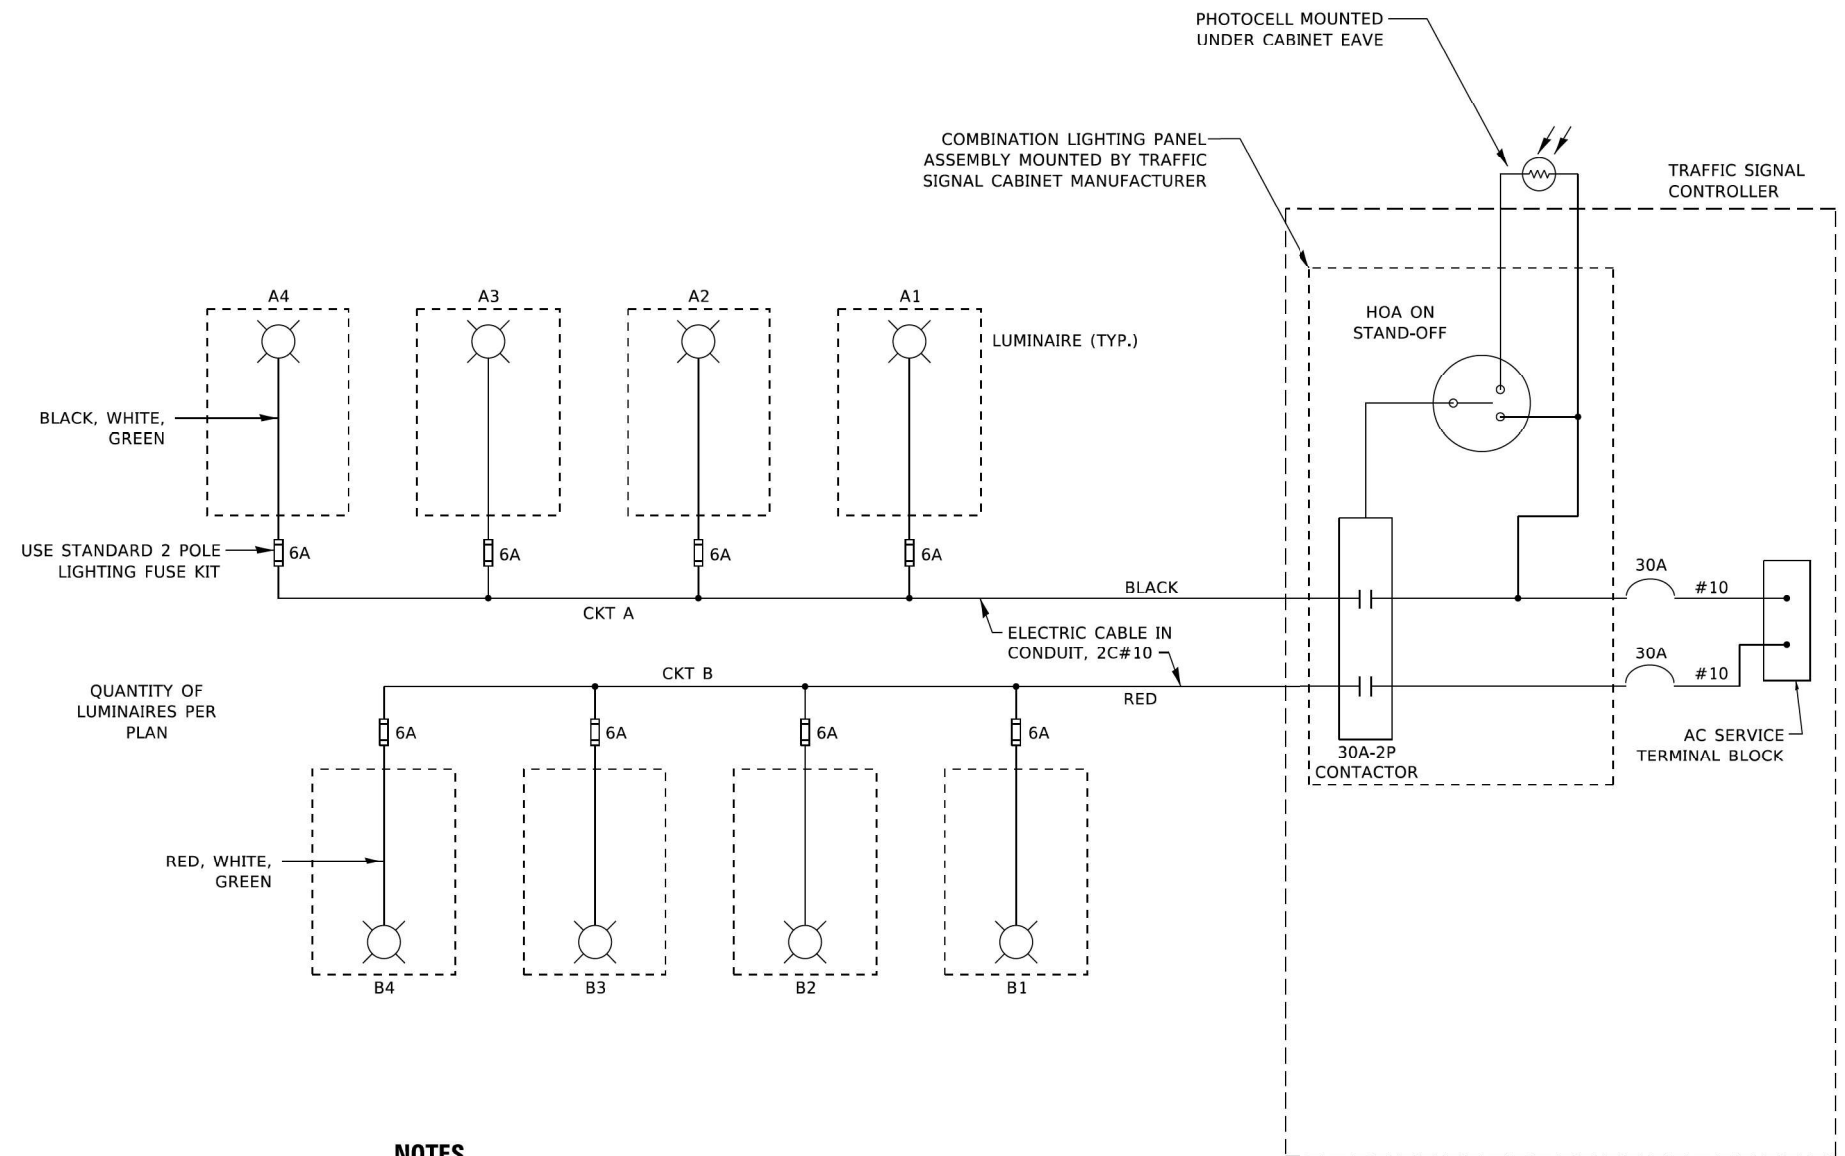 PHOTOCELL MOUNTED
UNDER CABINET EAVE
COMBINATION LIGHTING PANEL
ASSEMBLY MOUNTED BY TRAFFIC
SIGNAL CABINET MANUFACTURER
TRAFFIC SIGNAL
CONTROLLER
HOA ON
STAND-OFF
A4
A3
A2
A1
LUMINAIRE (TYP.)
BLACK, WHITE,
GREEN
USE STANDARD 2 POLE
LIGHTING FUSE KIT
6A
6A
6A
6A
CKT A
BLACK
30A
#10
ELECTRIC CABLE IN
CONDUIT, 2C#10
CKT B
RED
30A
#10
QUANTITY OF
LUMINAIRES PER
PLAN
6A
6A
6A
6A
30A-2P
CONTACTOR
AC SERVICE
TERMINAL BLOCK
RED, WHITE,
GREEN
B4
B3
B2
B1
NOTES